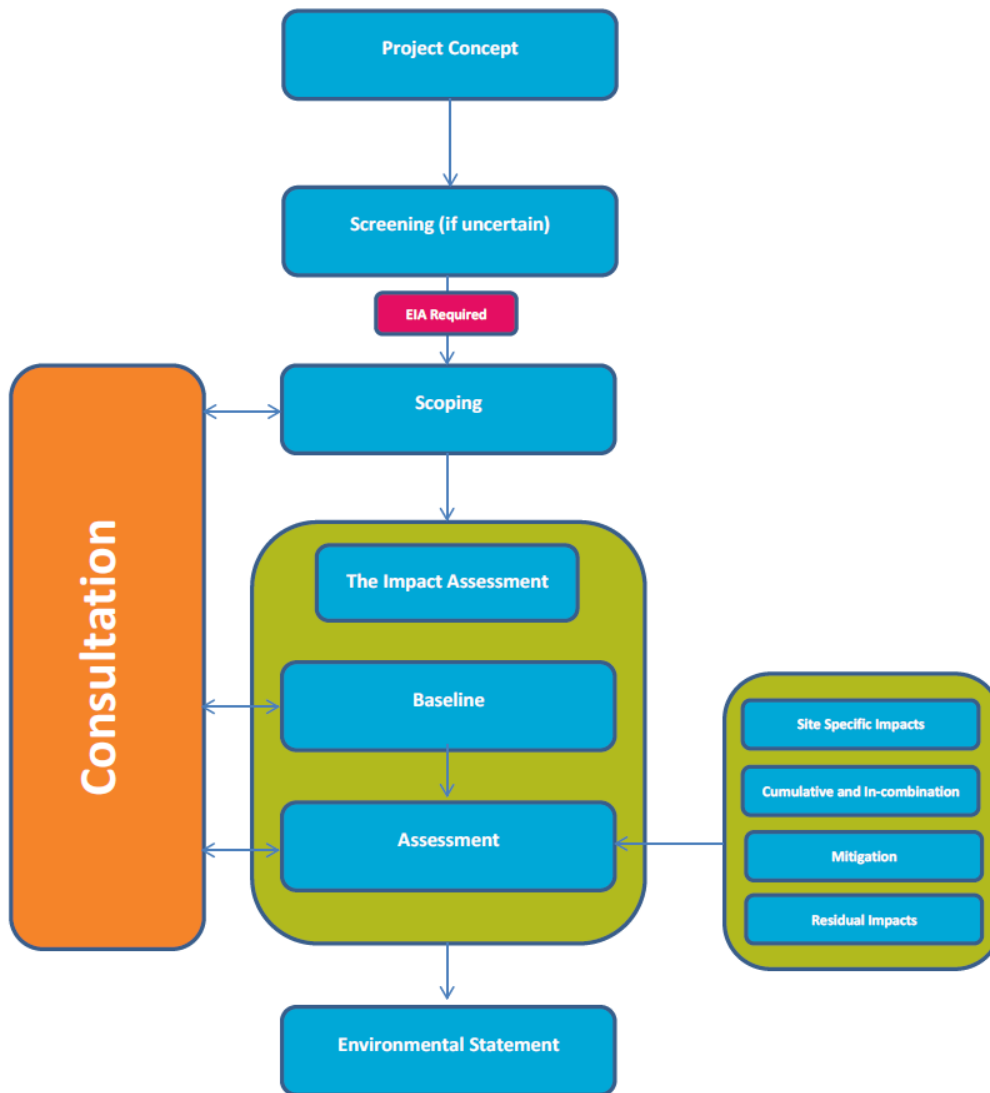 Project Concept
Screening (if uncertain)
EIA Required
Scoping
Consultation
The Impact Assessment
Baseline
Assessment
Site Specific Impacts
Cumulative and In-combination
Mitigation
Residual Impacts
Environmental Statement